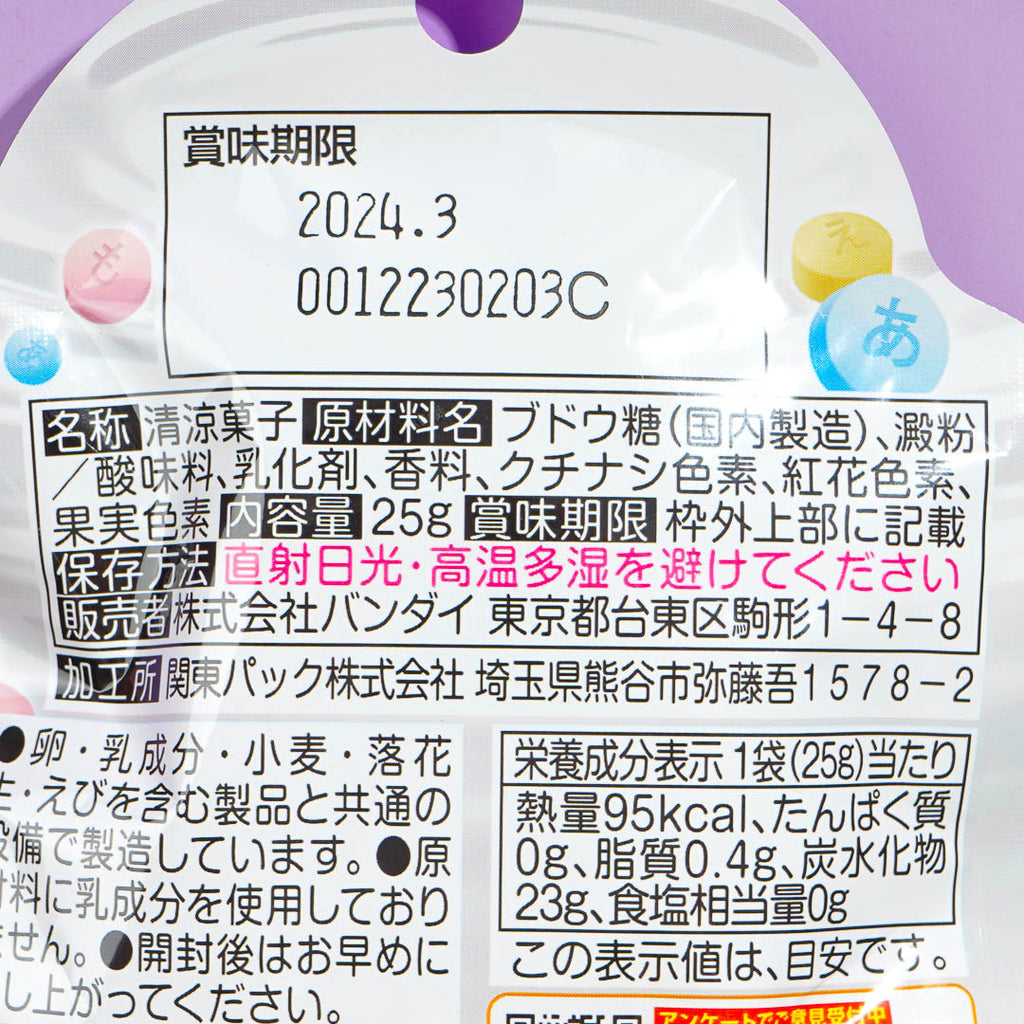 賞味期限
2024.3
0012230203C
も
え
あ
名称 清涼菓子 原材料名 ブドウ糖(国内製造)、澱粉
/酸味料、乳化剤、香料、クチナシ色素、紅花色素、
果実色素 内容量 25g 賞味期限 枠外上部に記載
保存方法 直射日光・高温多湿を避けてください
販売者 株式会社バンダイ 東京都台東区駒形1-4-8
加工所 関東パック株式会社 埼玉県熊谷市弥藤吾1578-2
●卵・乳成分・小麦・落花
生・えびを含む製品と共通の
設備で製造しています。●原
材料に乳成分を使用しており
ません。●開封後はお早めに
し上がってください。
栄養成分表示 1袋(25g)当たり
熱量95kcal、たんぱく質
0g、脂質0.4g、炭水化物
23g、食塩相当量0g
この表示値は、目安です。
アンケートでご意見受付中